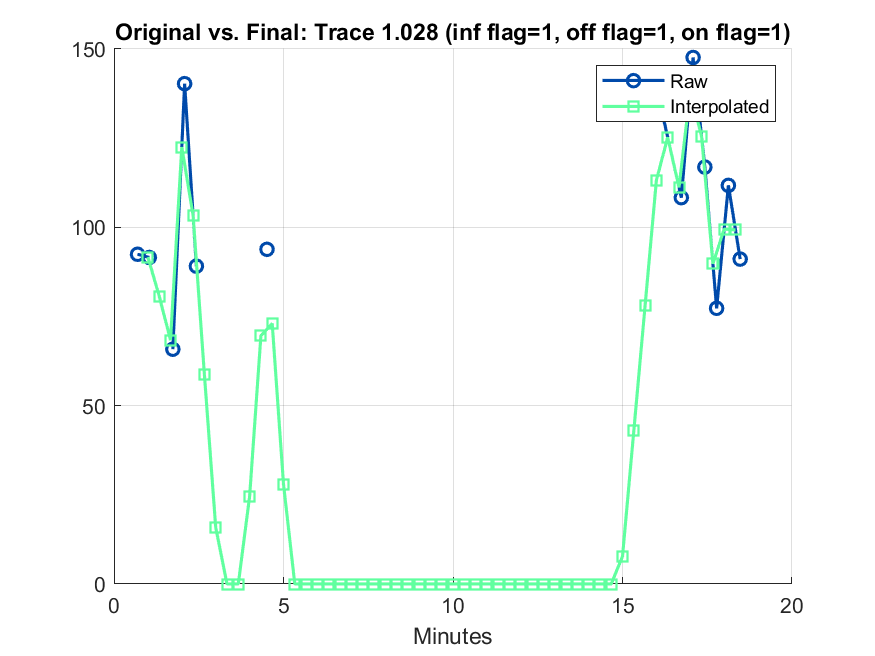 Original vs. Final: Trace 1.028 (inf flag=1, off flag=1, on flag=1)
150
100
50
0
Raw
Interpolated
0 5 10 15 20
Minutes